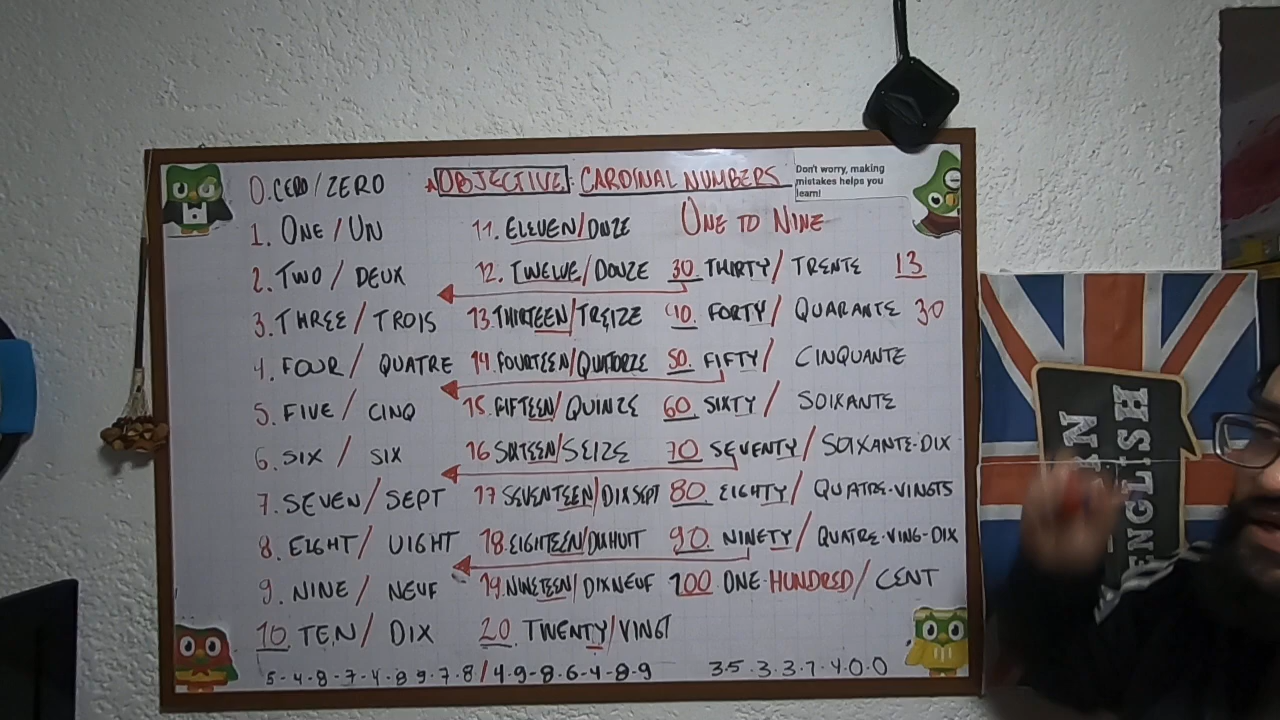 0. CERO/ZERO
OBJECTIVE: CARDINAL NUMBERS
Don't worry, making
mistakes helps you
learn!
1. ONE / UN
11. ELEVEN/ONZE
ONE TO NINE
2. TWO / DEUX
12. TWELVE/DOUZE
30 THIRTY/ TRENTE
13
3. THREE / TROIS
13. THIRTEEN/TREIZE
40. FORTY/ QUARANTE
30
4. FOUR/ QUATRE
14. FOURTEEN/QUATORZE
50. FIFTY/ CINQUANTE
5. FIVE / CINQ
15. FIFTEEN/QUINZE
60 SIXTY / SOIXANTE
6. SIX / SIX
16 SIXTEEN/SEIZE
70 SEVENTY/ SOIXANTE-DIX
7. SEVEN/ SEPT
17 SEVENTEEN/DIXSEPT
80 EIGHTY/ QUATRE-VINGTS
8. EIGHT/ UIGHT
18. EIGHTEEN/DIXHUIT
90 NINETY/ QUATRE-VING-DIX
9. NINE / NEUF
19. NINETEEN/DIXNEUF
100 ONE HUNDRED/ CENT
10 TEN/ DIX
20 TWENTY/VINGT
5-4-8-7-4-8 9-7-8/4-9-8-6-4-8-9
3-5-3-3-7-4-0-0
ENGLISH